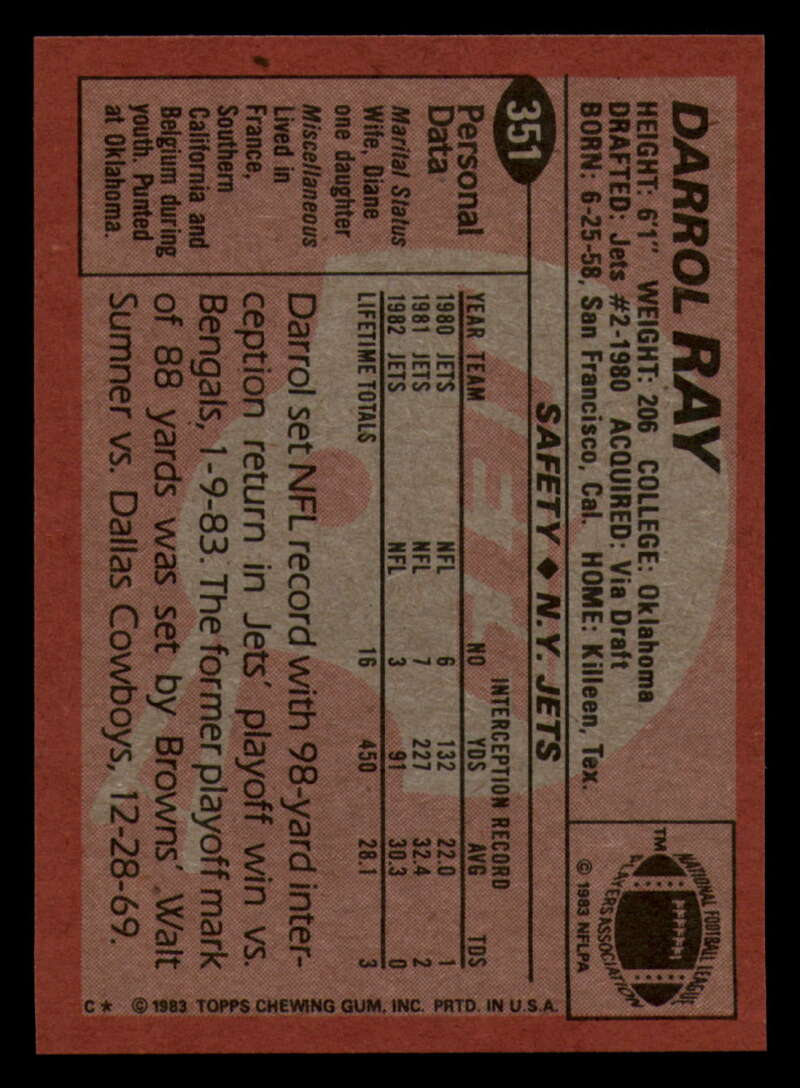 DARROL RAY
HEIGHT: 6'1" WEIGHT: 206 COLLEGE: Oklahoma
DRAFTED: Jets #2-1980 ACQUIRED: Via Draft
BORN: 6-25-58, San Francisco, Cal. HOME: Killeen, Tex.
TM
NATIONAL FOOTBALL LEAGUE
PLAYERS ASSOCIATION
© 1983 NFLPA
351
SAFETY ♦ N.Y. JETS
Personal
Data
Marital Status
Wife, Diane
one daughter
Miscellaneous
Lived in
France,
Southern
California and
Belgium during
youth. Punted
at Oklahoma.
INTERCEPTION RECORD
YEAR TEAM NO YDS AVG TDS
1980 JETS NFL 6 132 22.0 1
1981 JETS NFL 7 227 32.4 2
1982 JETS NFL 3 91 30.3 0
LIFETIME TOTALS 16 450 28.1 3
Darrol set NFL record with 98-yard inter-
ception return in Jets' playoff win vs.
Bengals, 1-9-83. The former playoff mark
of 88 yards was set by Browns' Walt
Sumner vs. Dallas Cowboys, 12-28-69.
C* © 1983 TOPPS CHEWING GUM, INC. PRTD. IN U.S.A.
JETS